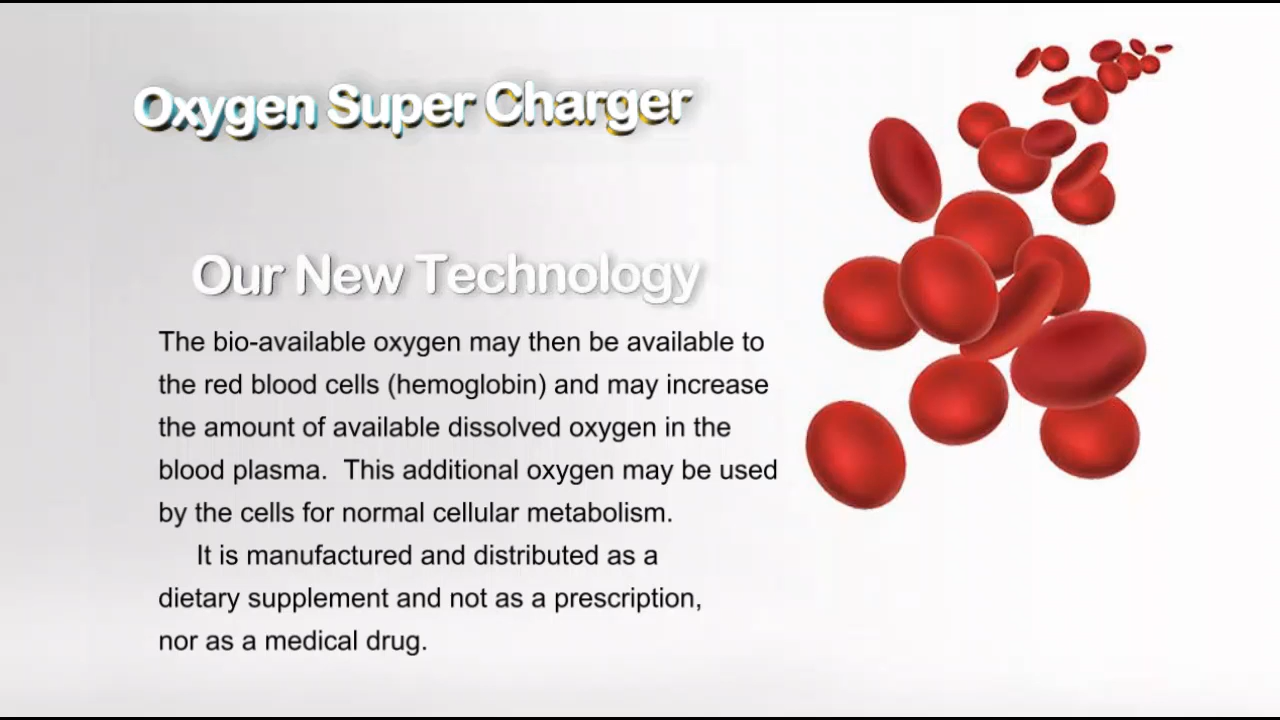 Oxygen Super Charger
Our New Technology
The bio-available oxygen may then be available to
the red blood cells (hemoglobin) and may increase
the amount of available dissolved oxygen in the
blood plasma.  This additional oxygen may be used
by the cells for normal cellular metabolism.
It is manufactured and distributed as a
dietary supplement and not as a prescription,
nor as a medical drug.